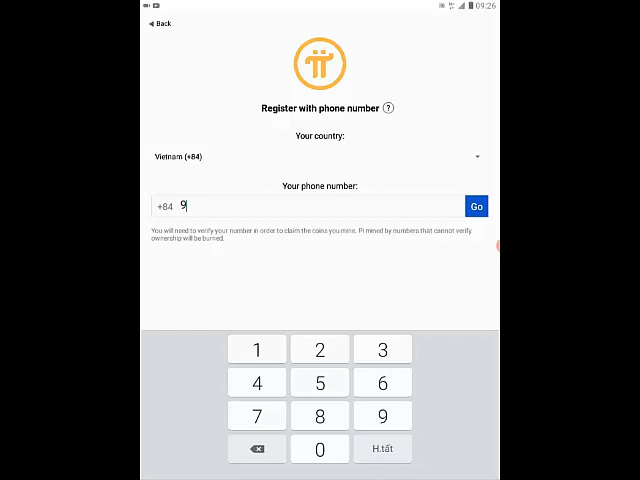 09:26
Back
Register with phone number ?
Your country:
Vietnam (+84)
Your phone number:
+84 9 Go
You will need to verify your number in order to claim the coins you mine. Pi mined by numbers that cannot verify
ownership will be burned.
1 2 3
4 5 6
7 8 9
0 H.tất